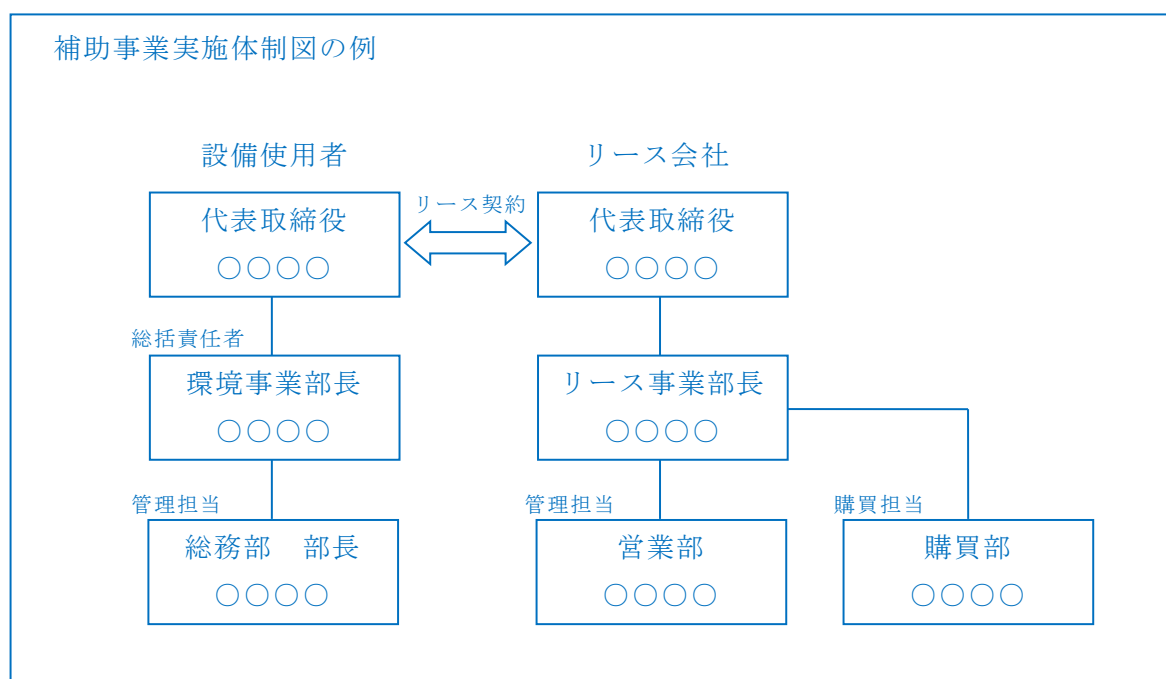 補助事業実施体制図の例
設備使用者
リース会社
代表取締役
〇〇〇〇
リース契約
代表取締役
〇〇〇〇
総括責任者
環境事業部長
〇〇〇〇
リース事業部長
〇〇〇〇
管理担当
総務部　部長
〇〇〇〇
管理担当
営業部
〇〇〇〇
購買担当
購買部
〇〇〇〇